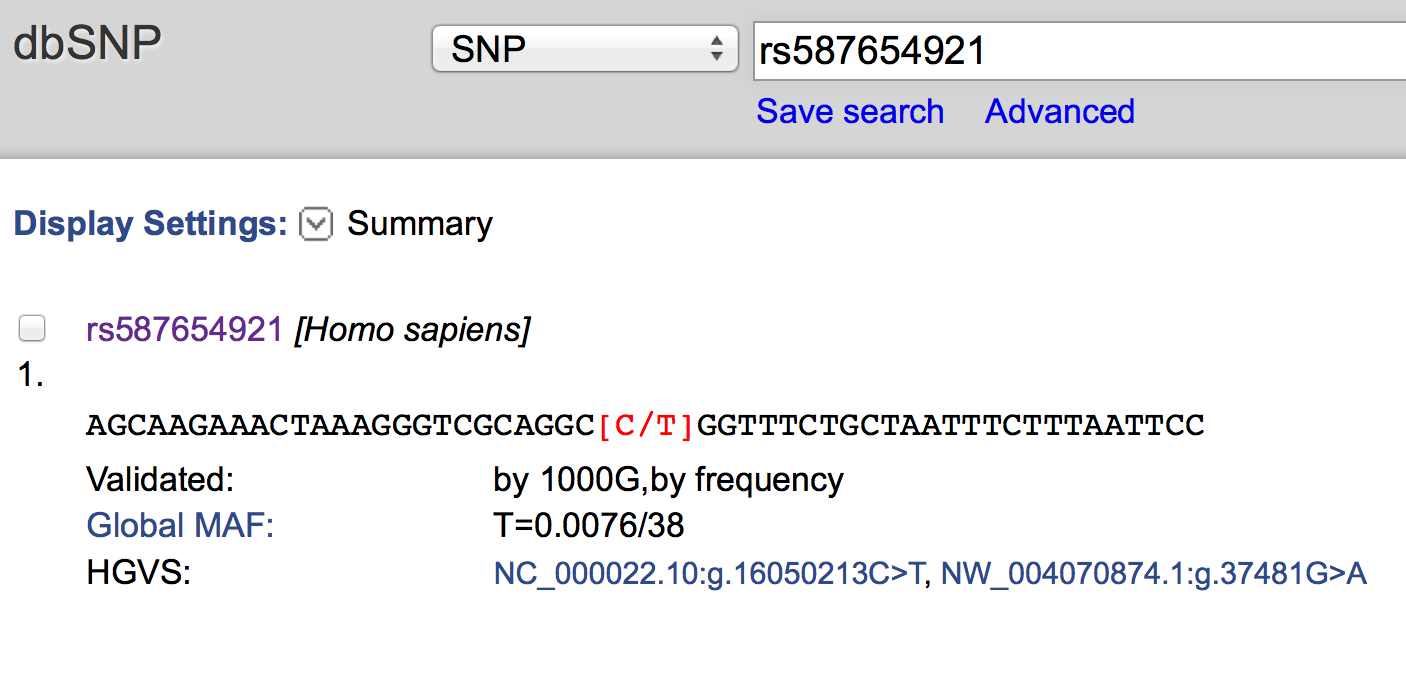 dbSNP SNP rs587654921
Save search Advanced
Display Settings: Summary
rs587654921 [Homo sapiens]
1.
AGCAAGAAACTAAAGGGTCGCAGGC[C/T]GGTTTCTGCTAATTTCTTTAATTCC
Validated: by 1000G,by frequency
Global MAF: T=0.0076/38
HGVS: NC_000022.10:g.16050213C>T, NW_004070874.1:g.37481G>A